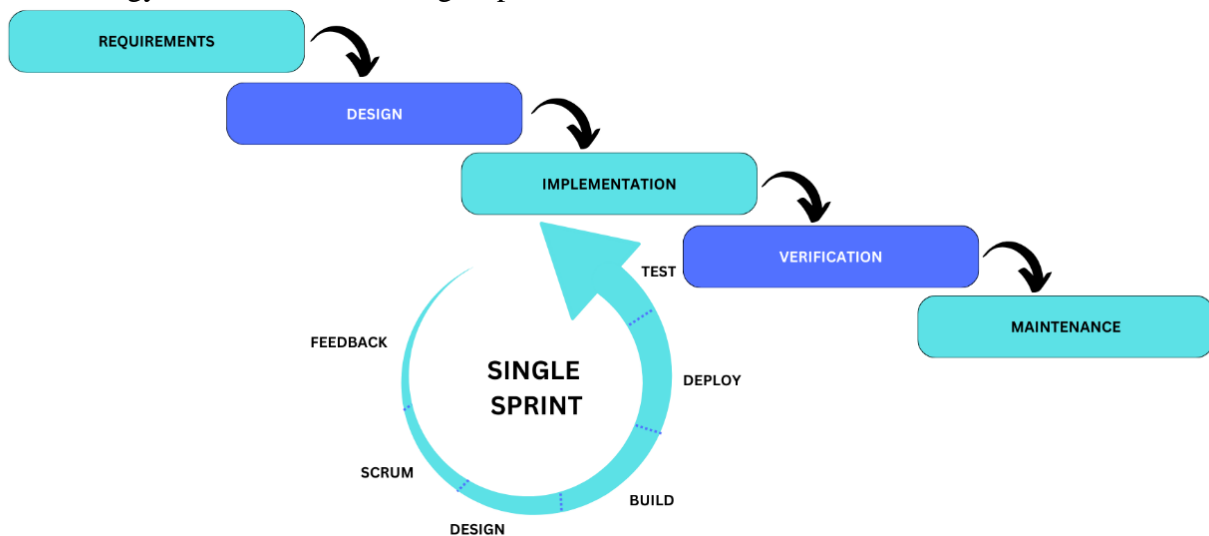 REQUIREMENTS
DESIGN
IMPLEMENTATION
VERIFICATION
MAINTENANCE
TEST
FEEDBACK
SINGLE
SPRINT
DEPLOY
SCRUM
BUILD
DESIGN